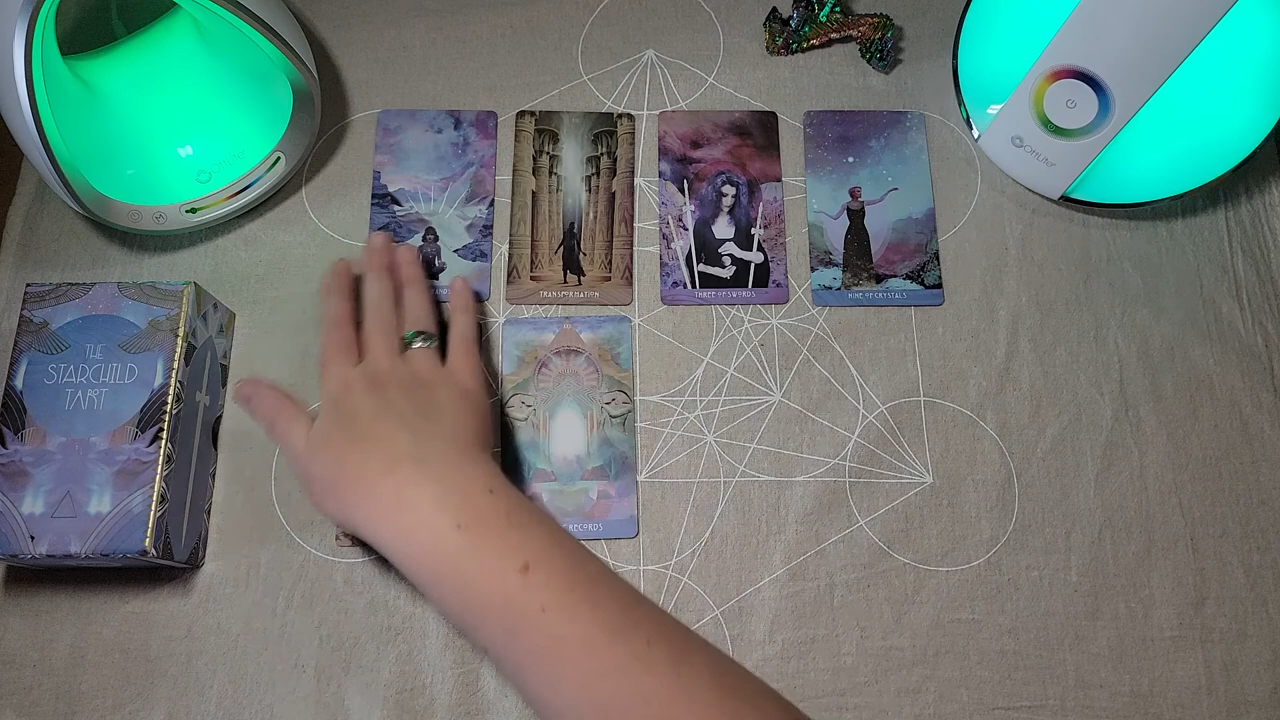 OttLite
OttLite
TRANSFORMATION
THREE OF SWORDS
NINE OF CRYSTALS
THE
STARCHILD
TAROT
RECORDS